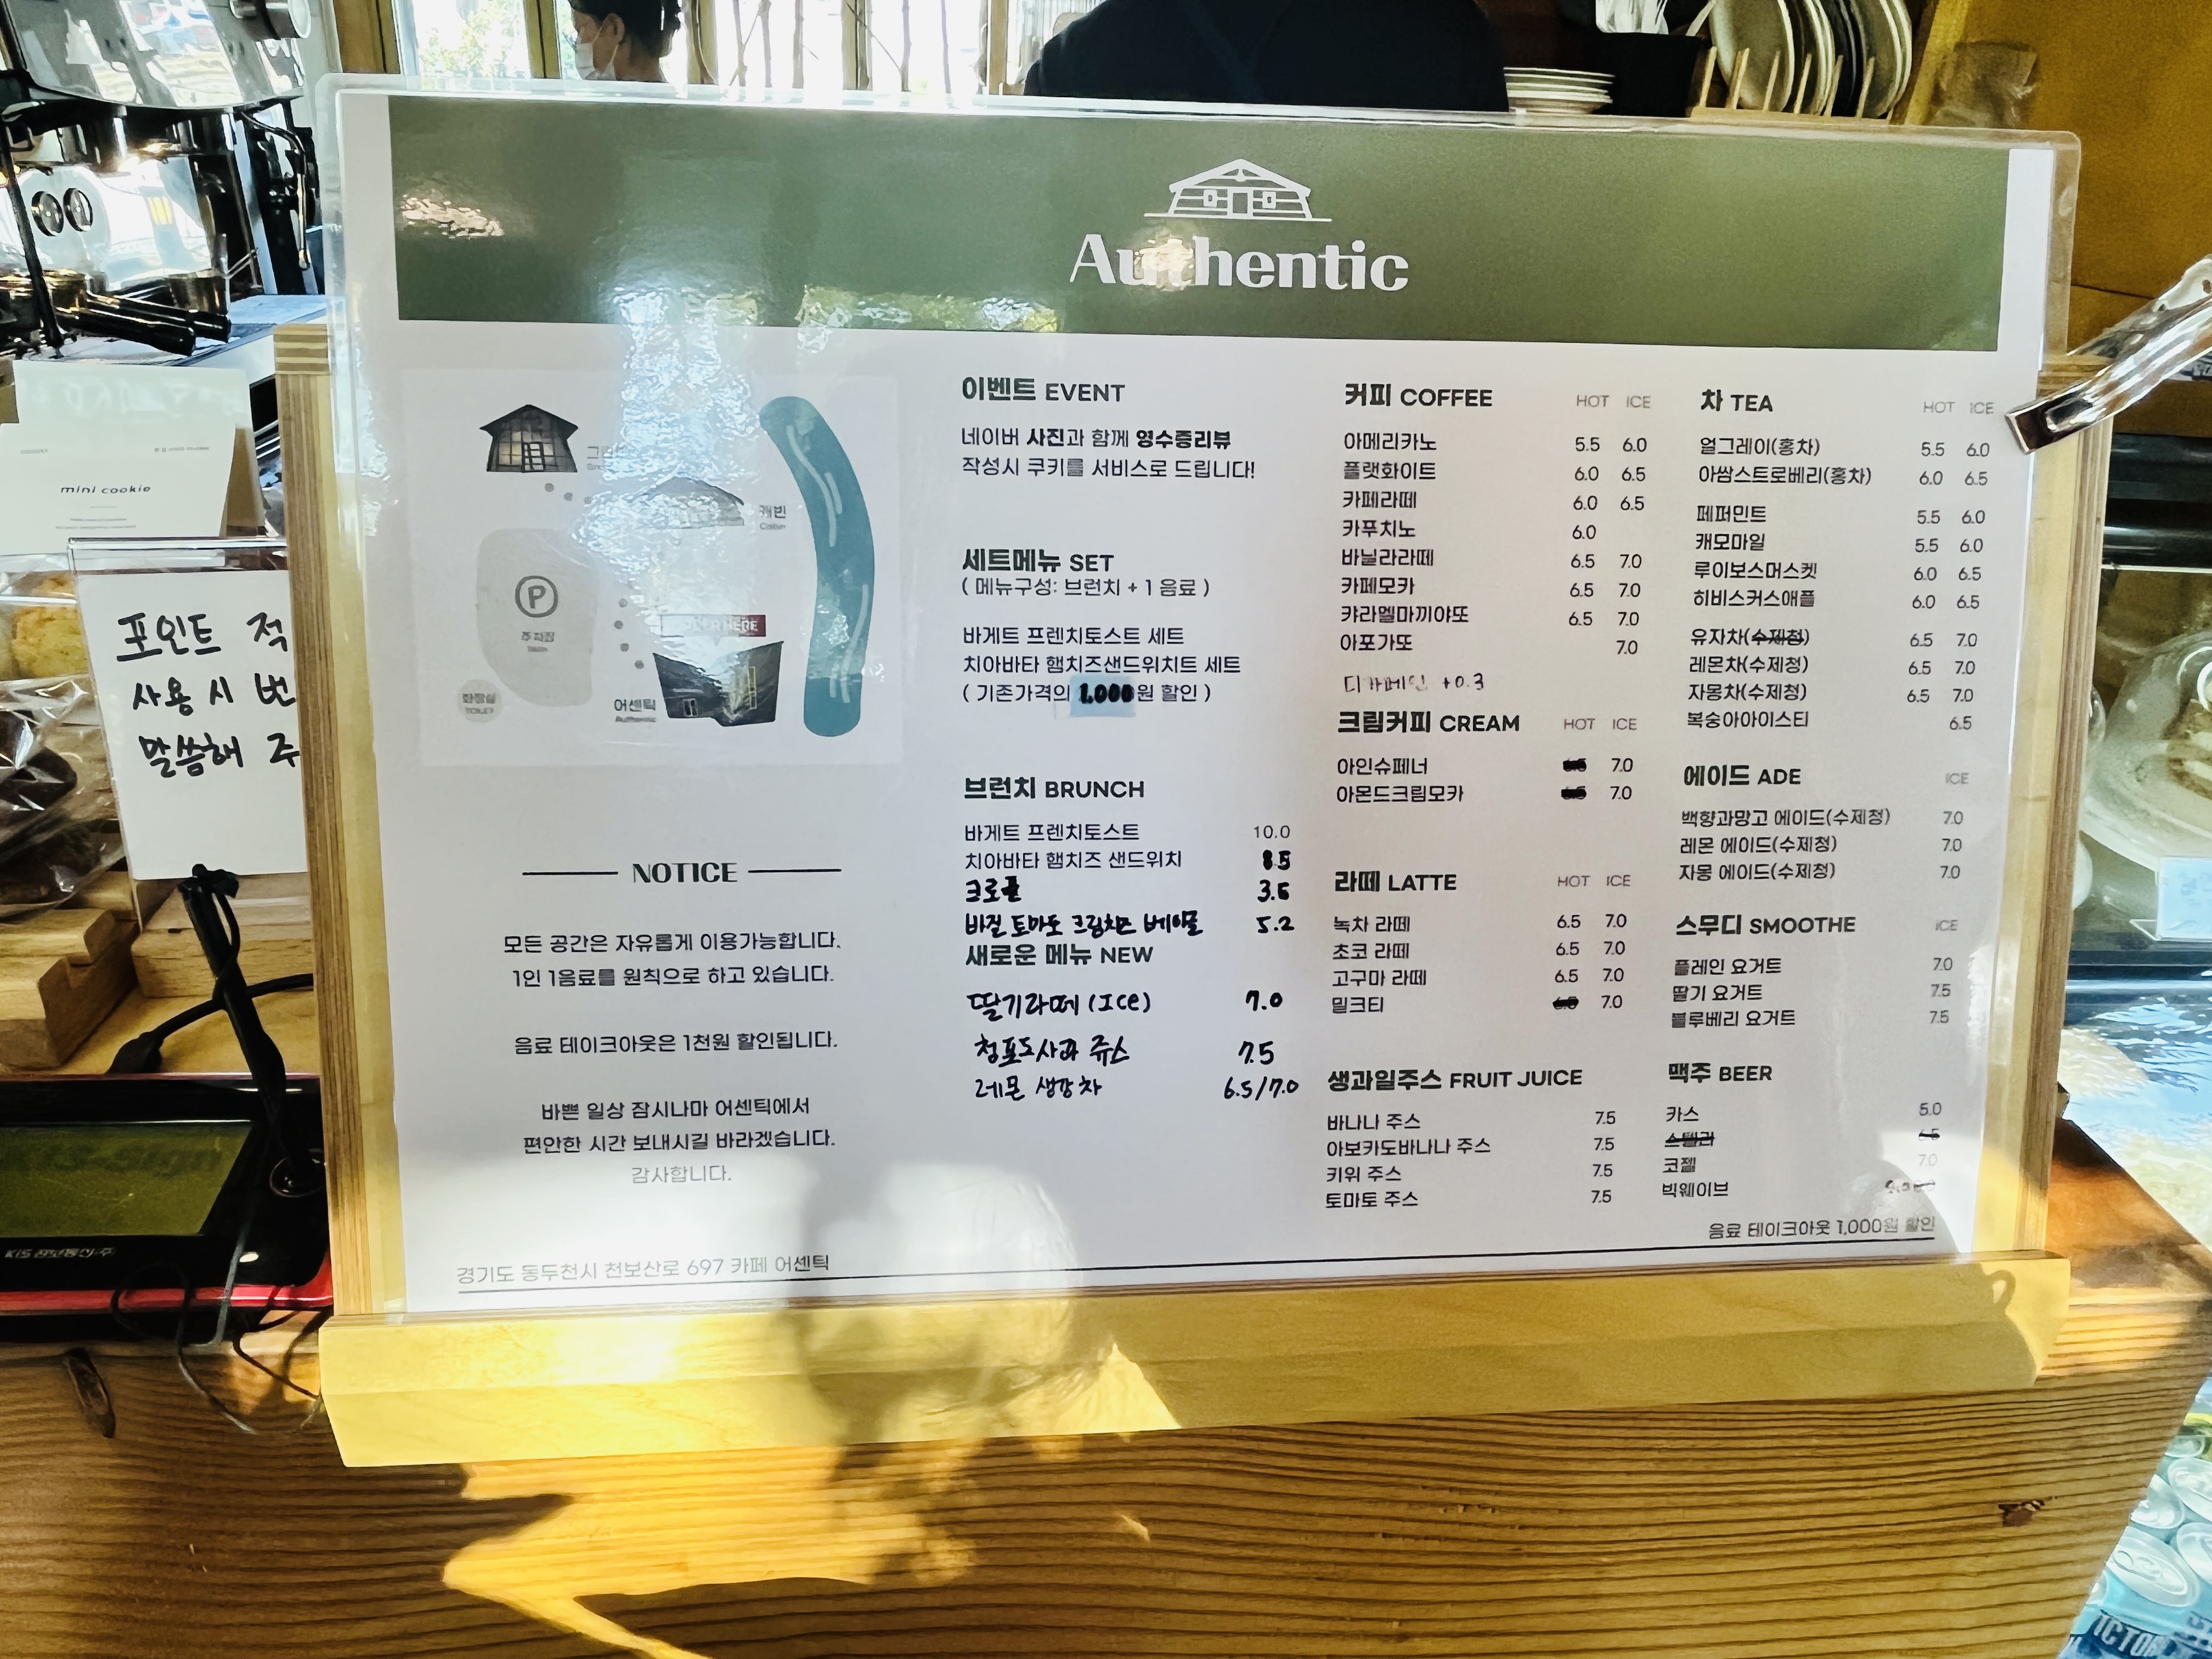 Authentic
캐빈
Cabin
P
주차장
화장실
TOILET
어센틱
Authentic
NOTICE
모든 공간은 자유롭게 이용가능합니다.
1인 1음료를 원칙으로 하고 있습니다.
음료 테이크아웃은 1천원 할인됩니다.
바쁜 일상 잠시나마 어센틱에서
편안한 시간 보내시길 바라겠습니다.
감사합니다.
경기도 동두천시 천보산로 697 카페 어센틱
이벤트 EVENT
네이버 사진과 함께 영수증리뷰
작성시 쿠키를 서비스로 드립니다!
세트메뉴 SET
( 메뉴구성: 브런치 + 1 음료 )
바게트 프렌치토스트 세트
치아바타 햄치즈샌드위치트 세트
( 기존가격의 1,000원 할인 )
브런치 BRUNCH
바게트 프렌치토스트 10.0
치아바타 햄치즈 샌드위치 8.5
크로플
바질 토마토 크림치즈 베이글 5.2
새로운 메뉴 NEW
딸기라떼 (Ice) 7.0
청포도사과 쥬스 7.5
레몬 생강차 6.5/7.0
커피 COFFEE HOT ICE
아메리카노 5.5 6.0
플랫화이트 6.0 6.5
카페라떼 6.0 6.5
카푸치노 6.0
바닐라라떼 6.5 7.0
카페모카 6.5 7.0
캬라멜마끼야또 6.5 7.0
아포가또 7.0
디카페인 +0.3
크림커피 CREAM HOT ICE
아인슈페너 7.0
아몬드크림모카 7.0
라떼 LATTE HOT ICE
녹차 라떼 6.5 7.0
초코 라떼 6.5 7.0
고구마 라떼 6.5 7.0
밀크티 6.5 7.0
생과일주스 FRUIT JUICE
바나나 주스 7.5
아보카도바나나 주스 7.5
키위 주스 7.5
토마토 주스 7.5
차 TEA HOT ICE
얼그레이(홍차) 5.5 6.0
아쌈스트로베리(홍차) 6.0 6.5
페퍼민트 5.5 6.0
캐모마일 5.5 6.0
루이보스머스켓 6.0 6.5
히비스커스애플 6.0 6.5
유자차(수제청) 6.5 7.0
레몬차(수제청) 6.5 7.0
자몽차(수제청) 6.5 7.0
복숭아아이스티 6.5
에이드 ADE ICE
백향과망고 에이드(수제청) 7.0
레몬 에이드(수제청) 7.0
자몽 에이드(수제청) 7.0
스무디 SMOOTHE ICE
플레인 요거트 7.0
딸기 요거트 7.5
블루베리 요거트 7.5
맥주 BEER
카스 5.0
스텔라 6.5
코젤 7.0
빅웨이브
음료 테이크아웃 1,000원 할인
mini cookie
포인트 적
사용 시 번
말씀해 주